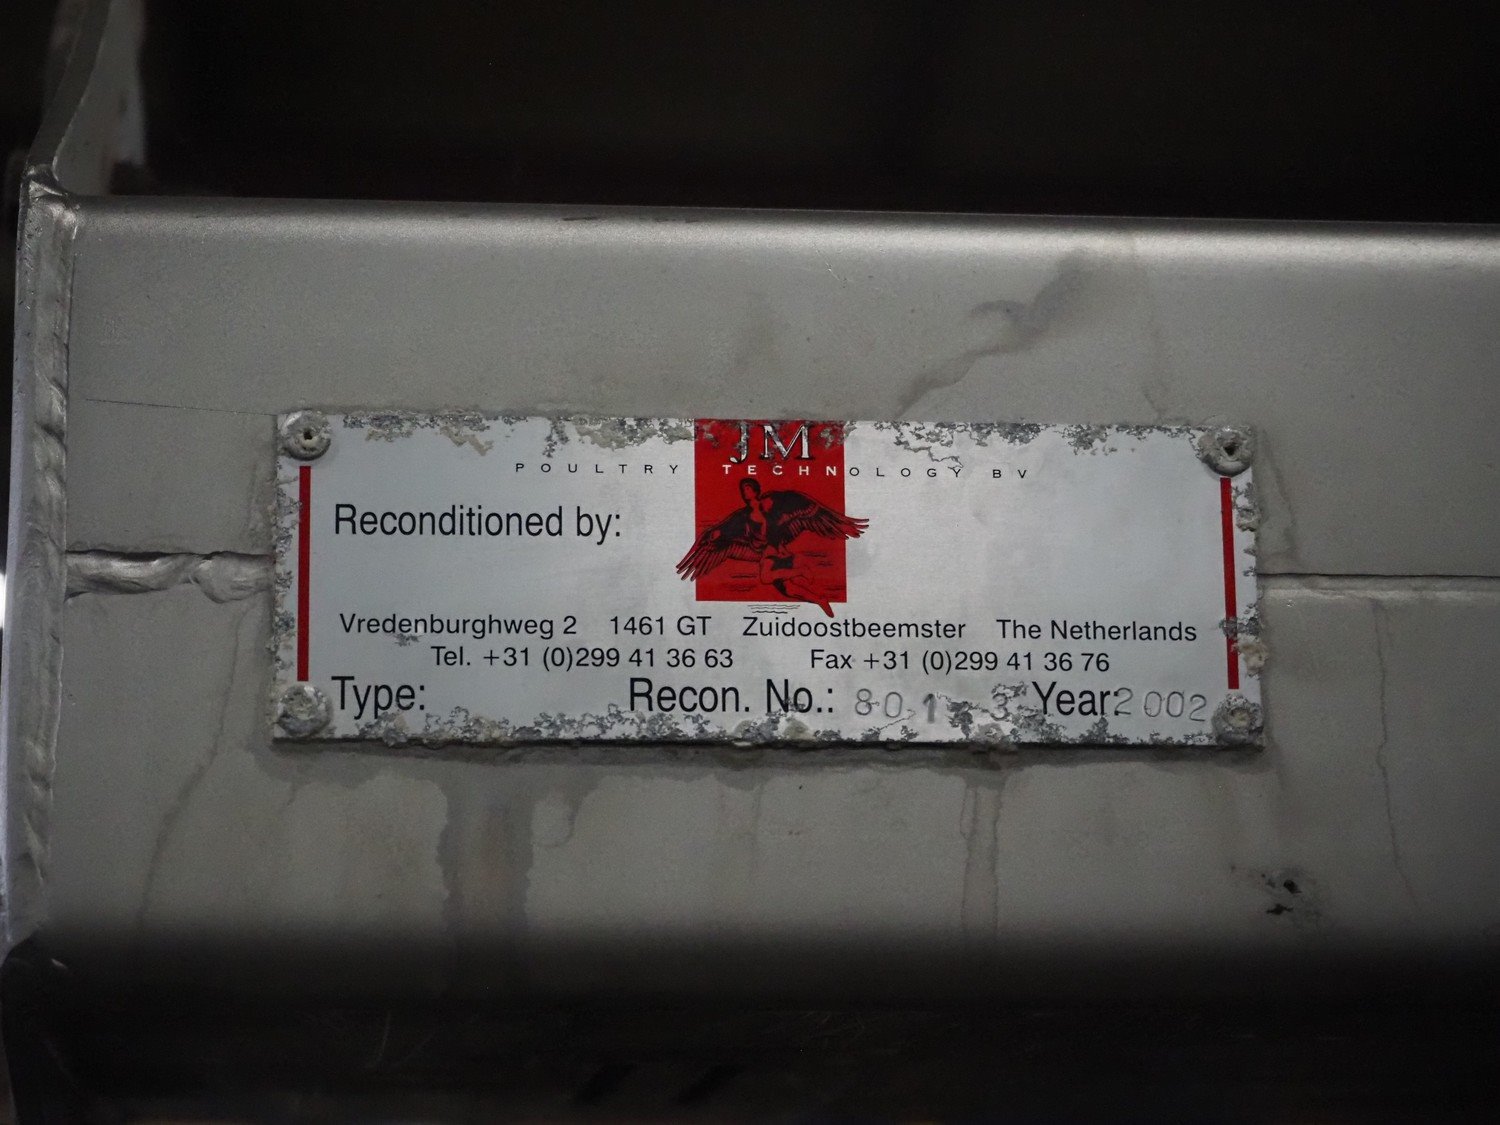 JM
POULTRY TECHNOLOGY BV
Reconditioned by:
Vredenburghweg 2 1461 GT Zuidoostbeemster The Netherlands
Tel. +31 (0)299 41 36 63 Fax +31 (0)299 41 36 76
Type: Recon. No.: Year: 2002